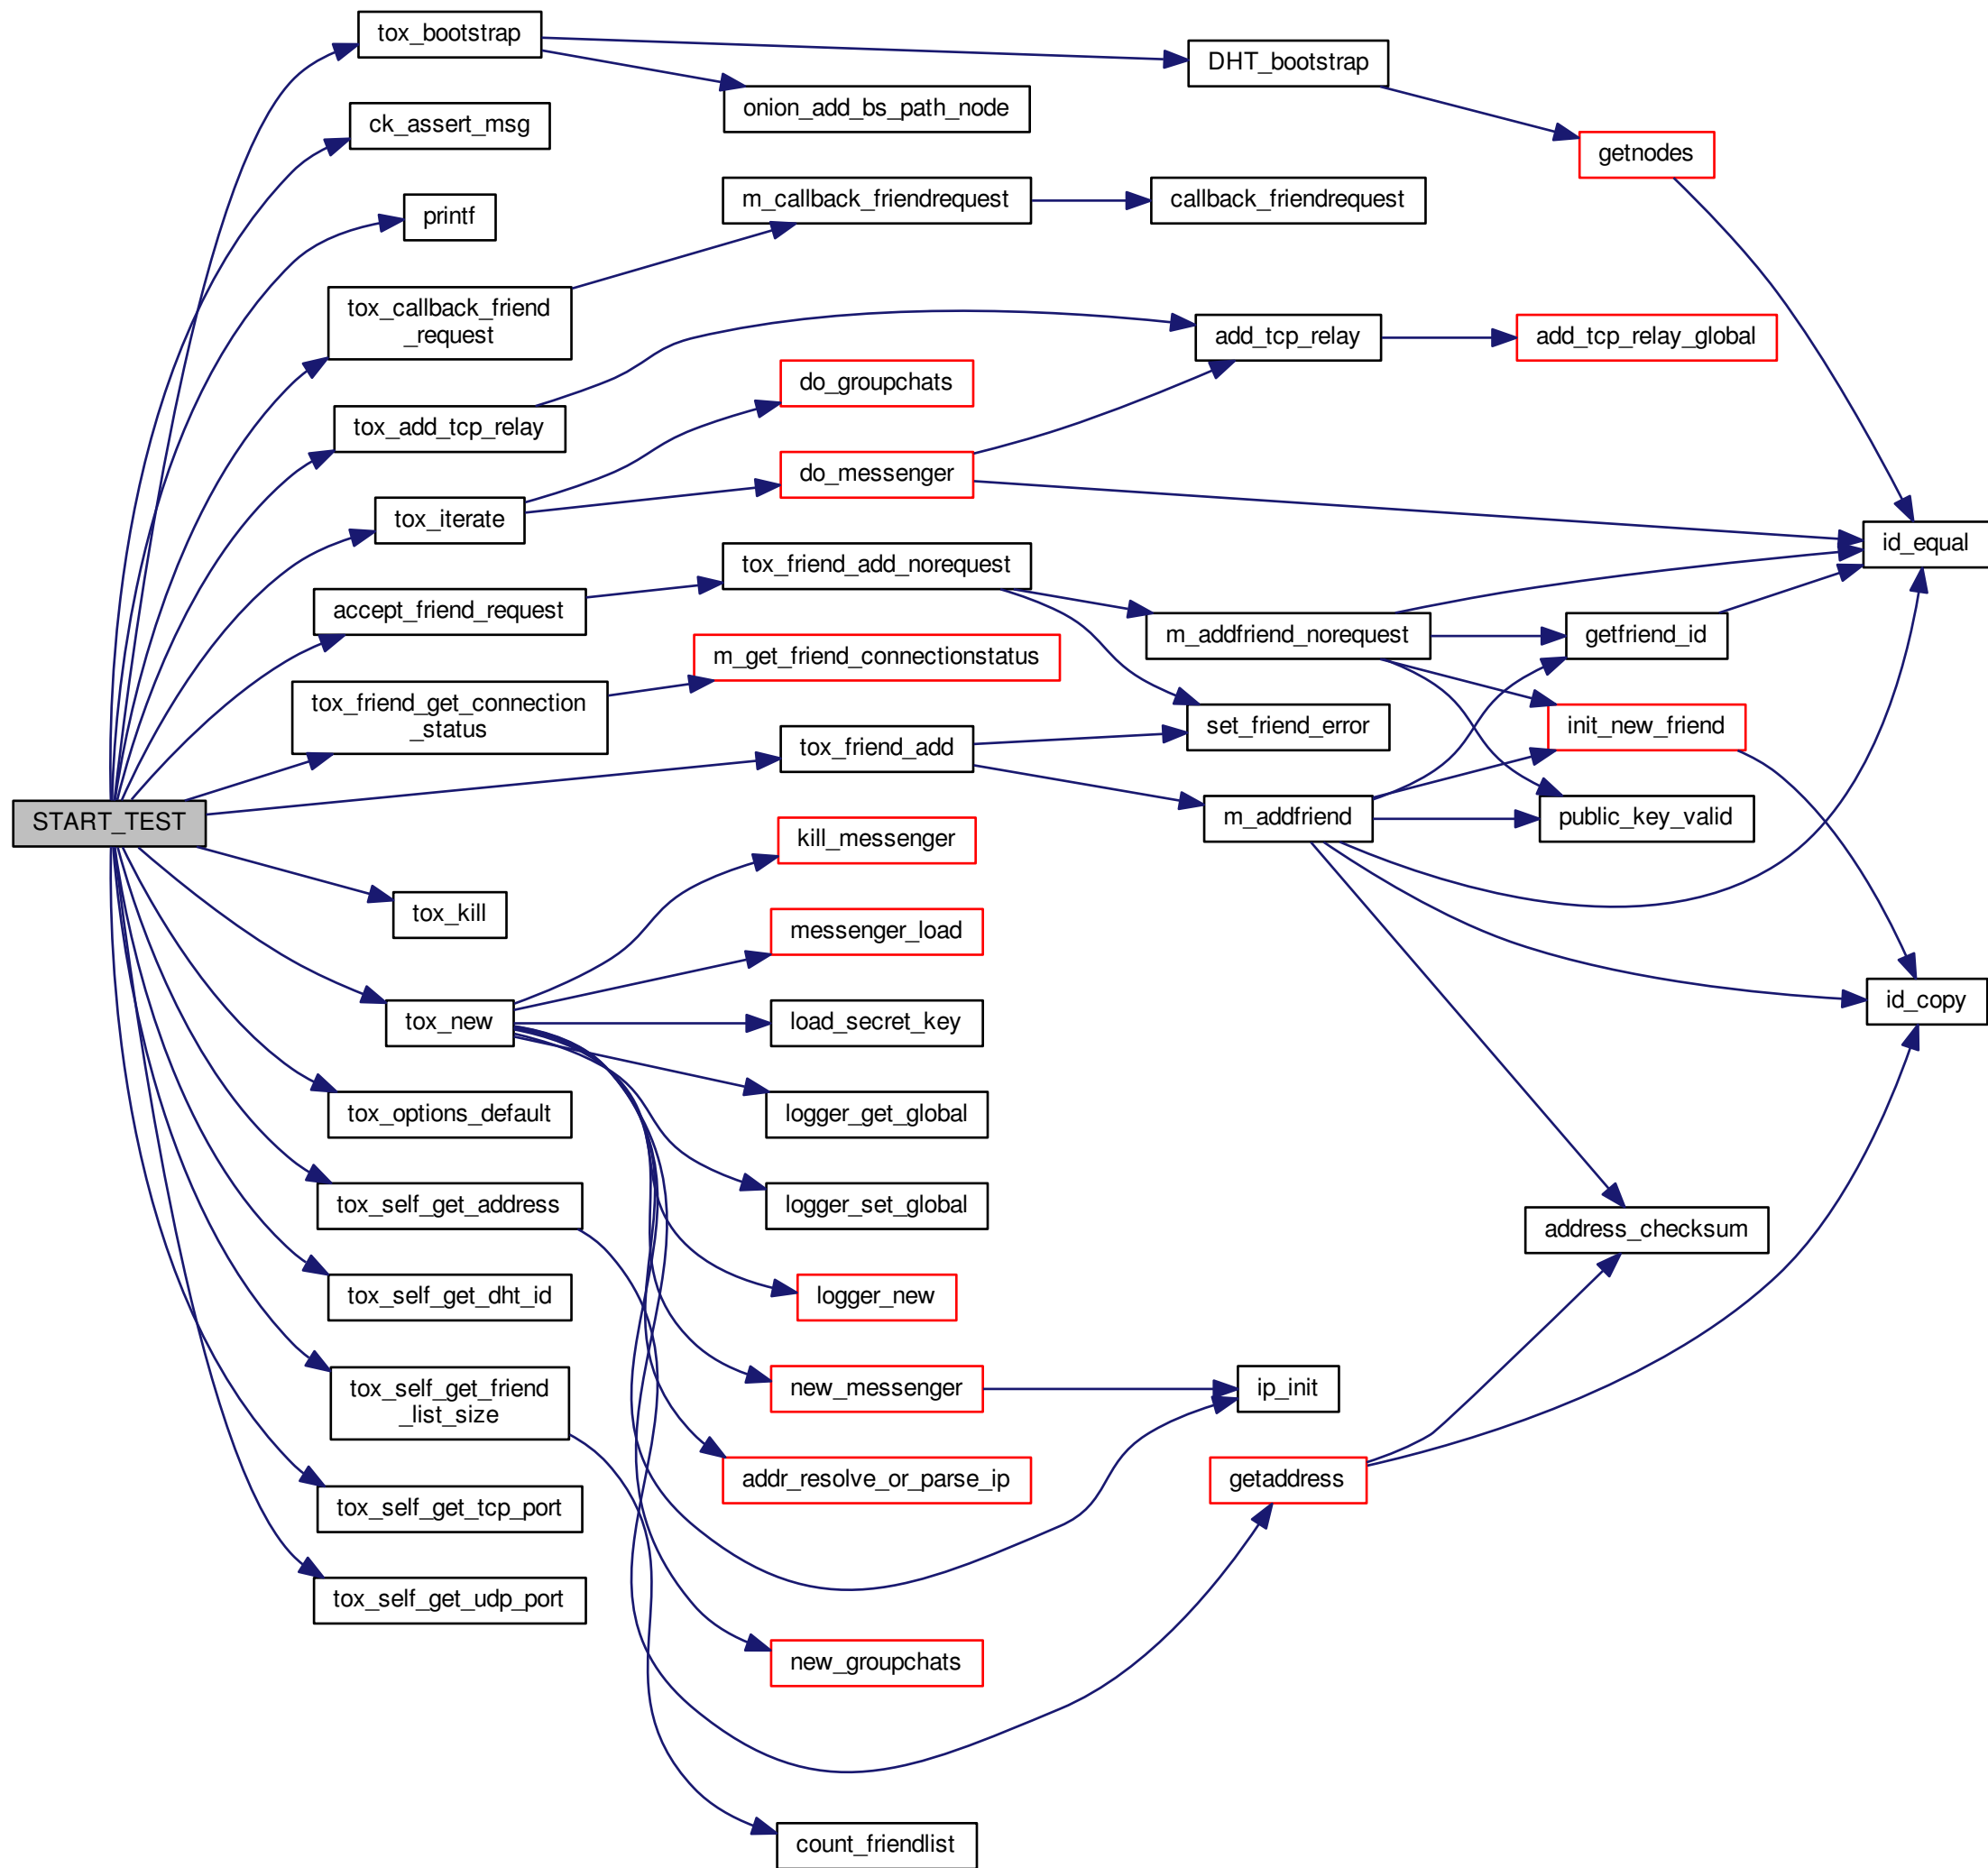 tox_bootstrap
DHT_bootstrap
onion_add_bs_path_node
ck_assert_msg
getnodes
printf
m_callback_friendrequest
callback_friendrequest
tox_callback_friend
_request
add_tcp_relay
add_tcp_relay_global
do_groupchats
tox_add_tcp_relay
do_messenger
tox_iterate
id_equal
tox_friend_add_norequest
accept_friend_request
m_addfriend_norequest
getfriend_id
m_get_friend_connectionstatus
tox_friend_get_connection
_status
set_friend_error
init_new_friend
tox_friend_add
START_TEST
m_addfriend
public_key_valid
kill_messenger
tox_kill
messenger_load
id_copy
tox_new
load_secret_key
tox_options_default
logger_get_global
tox_self_get_address
logger_set_global
address_checksum
tox_self_get_dht_id
logger_new
tox_self_get_friend
_list_size
new_messenger
ip_init
addr_resolve_or_parse_ip
getaddress
tox_self_get_tcp_port
tox_self_get_udp_port
new_groupchats
count_friendlist